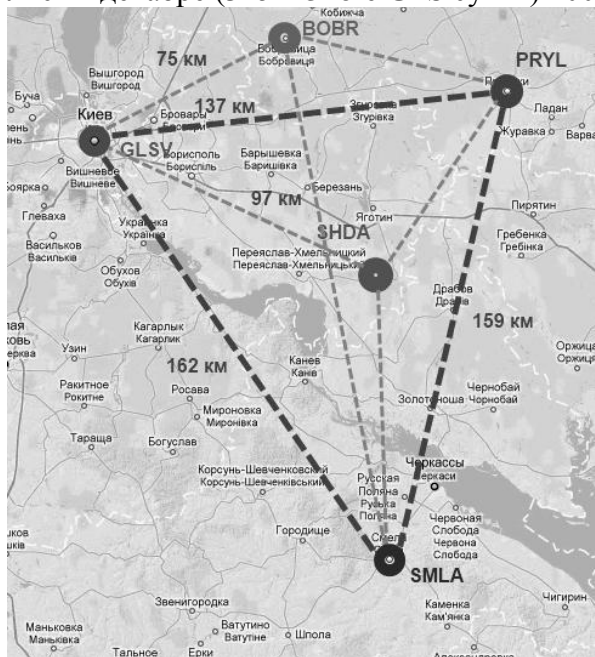 Кобижча
BOBR
Бобровица
Бобровиця
75 км
PRYL
Вышгород
Вишгород
Буча
Киев
137 км
Бровары
Згуровка
Згурівка
Ладан
Журавка
Варва
GLSV
Вишневое
Вишневе
Борисполь
Бориспіль
Барышевка
Баришівка
Боярка
Березань
97 км
Глеваха
Яготин
Пирятин
Украинка
Українка
SHDA
Гребенка
Гребінка
Васильков
Васильків
Переяслав-Хмельницкий
Переяслав-Хмельницький
Обухов
Обухів
Драбов
Драбів
159 км
Кагарлык
Кагарлик
Узин
162 км
Канев
Канів
Оржица
Оржиця
Ракитное
Рокитне
Росава
Мироновка
Миронівка
Золотоноша
Чернобай
Чорнобай
Тараща
Богуслав
Корсунь-Шевченковский
Корсунь-Шевченківський
Черкассы
Черкаси
Русская
Поляна
Руська
Поляна
Городище
Смела
Червоная
Слобода
Червона
Слобода
SMLA
Звенигородка
Каменка
Кам'янка
Чигирин
Маньковка
Маньківка
Ватутино
Ватутіне
Шпола
Тальное
Ерки